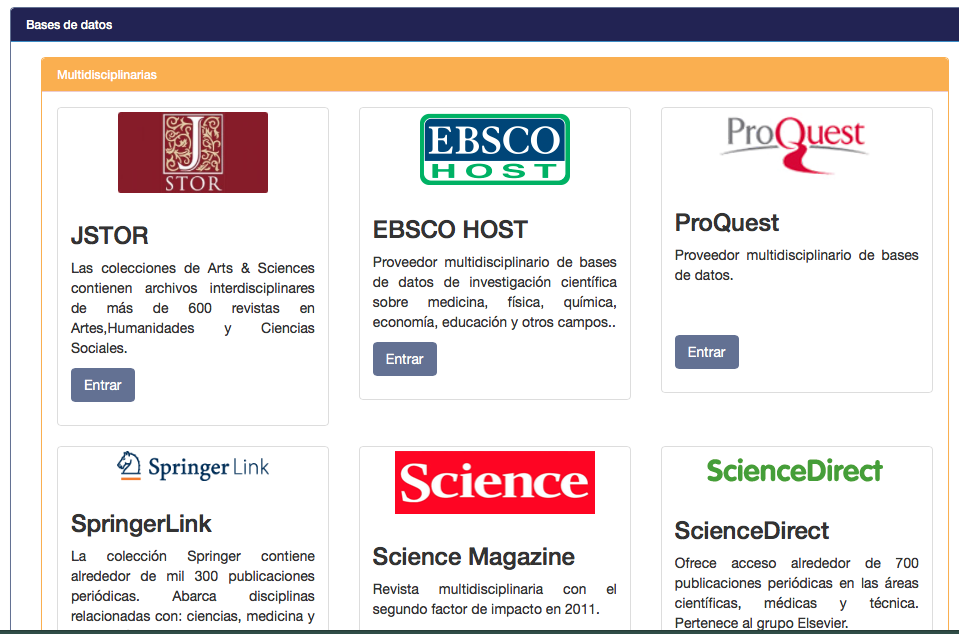 Bases de datos
Multidisciplinarias
J
STOR
JSTOR
Las colecciones de Arts & Sciences
contienen archivos interdisciplinares
de más de 600 revistas en
Artes,Humanidades y Ciencias
Sociales.
Entrar
EBSCO
HOST
EBSCO HOST
Proveedor multidisciplinario de bases
de datos de investigación científica
sobre medicina, física, química,
economía, educación y otros campos..
Entrar
ProQuest
ProQuest
Proveedor multidisciplinario de bases
de datos.
Entrar
Springer Link
SpringerLink
La colección Springer contiene
alrededor de mil 300 publicaciones
periódicas. Abarca disciplinas
relacionadas con: ciencias, medicina y
Science
Science Magazine
Revista multidisciplinaria con el
segundo factor de impacto en 2011.
ScienceDirect
ScienceDirect
Ofrece acceso alrededor de 700
publicaciones periódicas en las áreas
científicas, médicas y técnica.
Pertenece al grupo Elsevier.